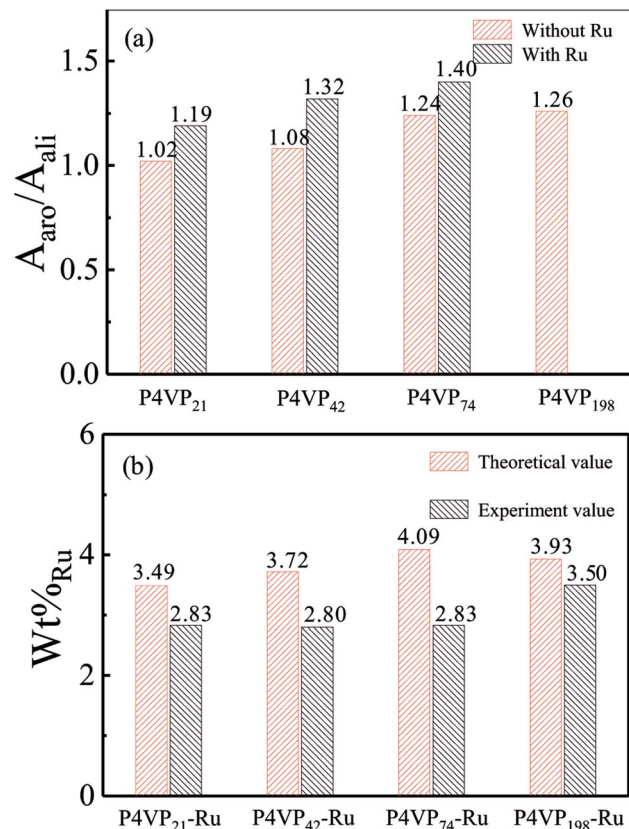 (a)
Without Ru
With Ru
A_aro/A_ali
1.5
1.0
0.5
0.0
1.02
1.19
1.08
1.32
1.24
1.40
1.26
P4VP₂₁
P4VP₄₂
P4VP₇₄
P4VP₁₉₈
(b)
Theoretical value
Experiment value
Wt%_Ru
6
4
2
0
3.49
2.83
3.72
2.80
4.09
2.83
3.93
3.50
P4VP₂₁-Ru
P4VP₄₂-Ru
P4VP₇₄-Ru
P4VP₁₉₈-Ru